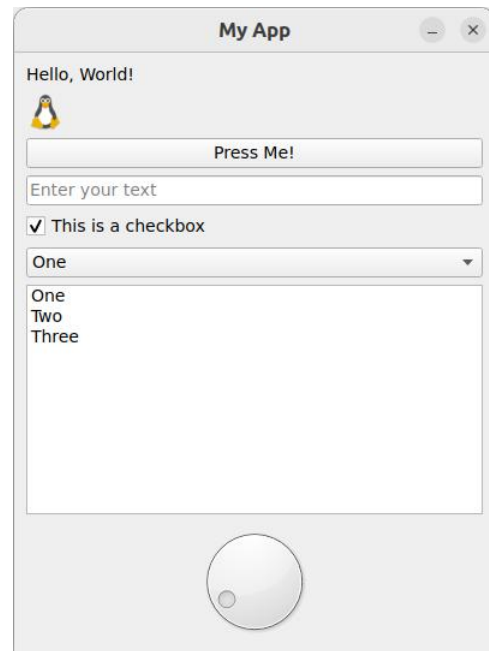 My App
Hello, World!
Press Me!
Enter your text
This is a checkbox
One
One
Two
Three